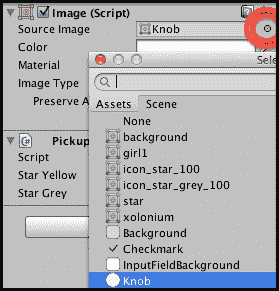 Image (Script)
Source Image Knob
Color
Material
Image Type
Preserve A
Sele
Assets Scene
None
background
girl1
icon_star_100
icon_star_grey_100
star
xolonium
Background
Checkmark
InputFieldBackground
Knob
Pickup
Script
Star Yellow
Star Grey